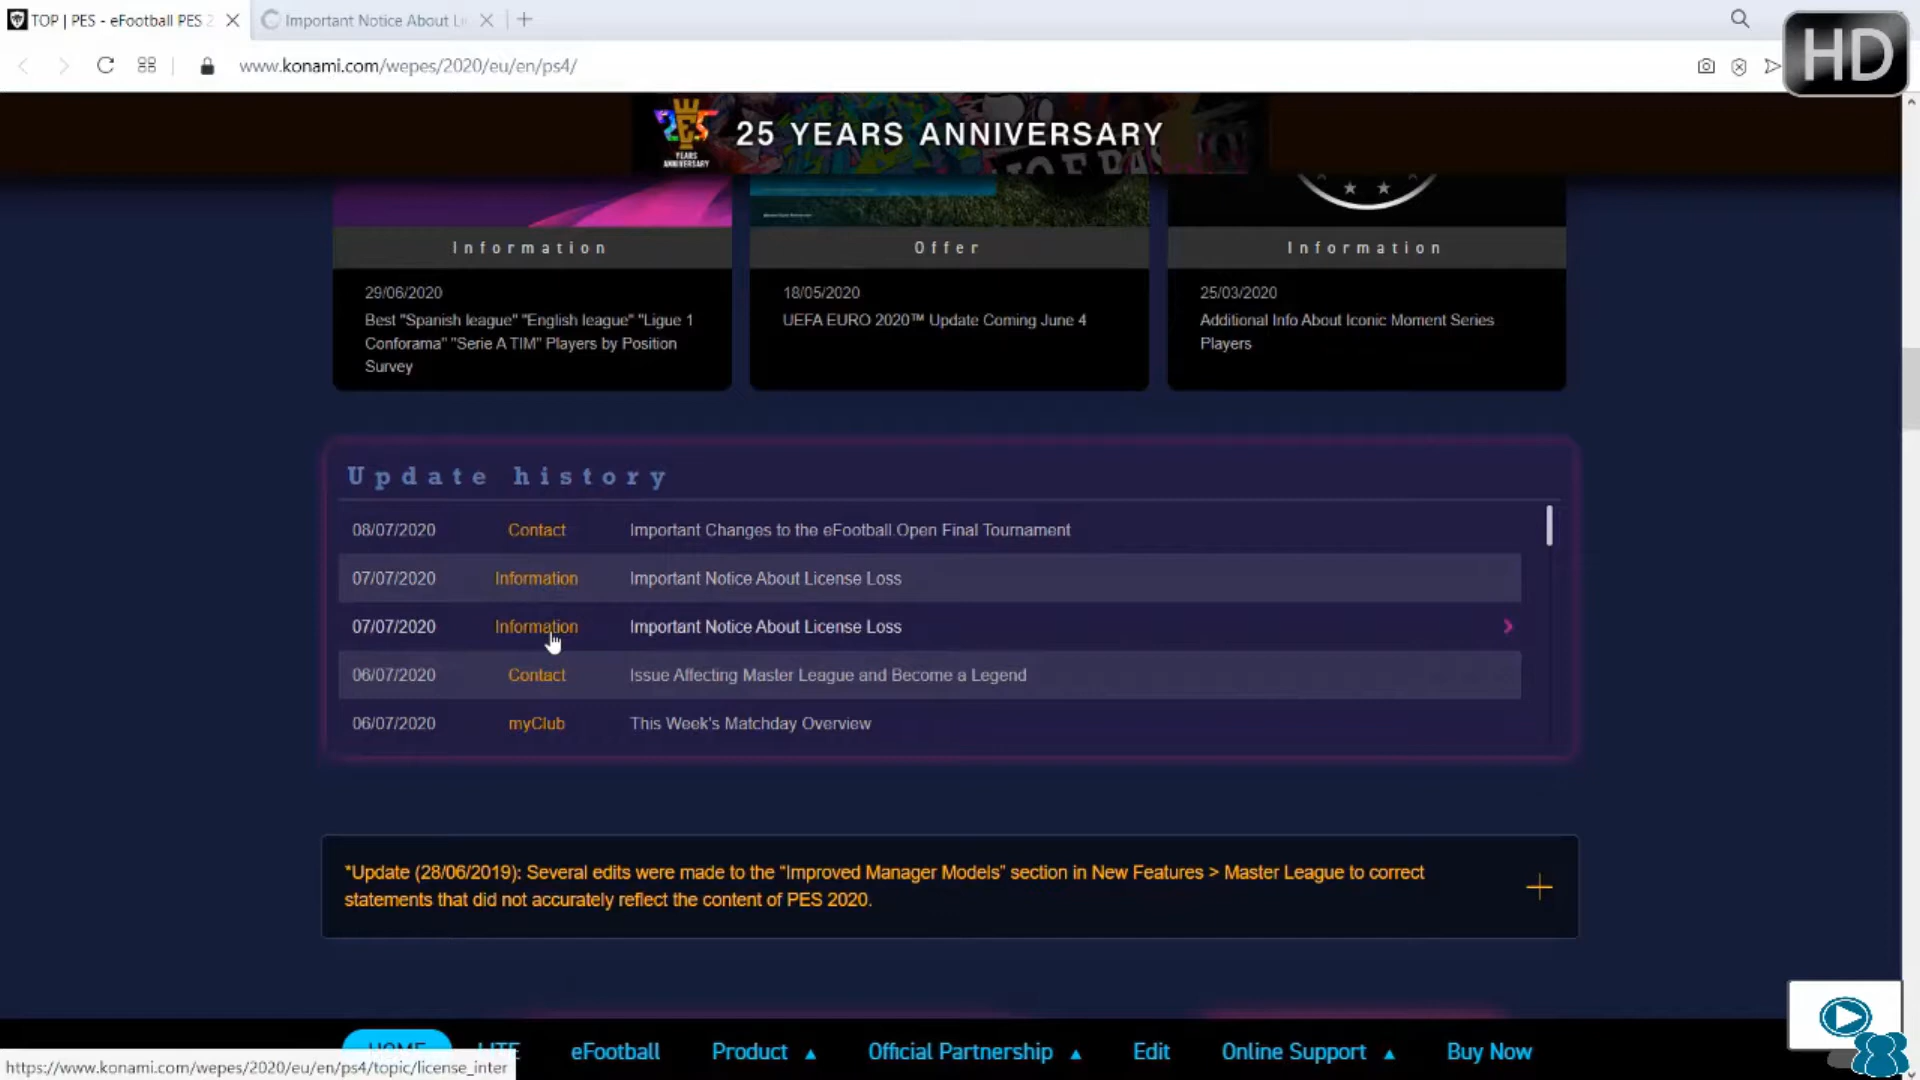 TOP | PES - eFootball PES 2
Important Notice About Li
www.konami.com/wepes/2020/eu/en/ps4/
HD
YEARS
ANNIVERSARY
25 YEARS ANNIVERSARY
Information
Offer
Information
29/06/2020
Best "Spanish league" "English league" "Ligue 1
Conforama" "Serie A TIM" Players by Position
Survey
18/05/2020
UEFA EURO 2020™ Update Coming June 4
25/03/2020
Additional Info About Iconic Moment Series
Players
Update history
08/07/2020 Contact Important Changes to the eFootball.Open Final Tournament
07/07/2020 Information Important Notice About License Loss
07/07/2020 Information Important Notice About License Loss
06/07/2020 Contact Issue Affecting Master League and Become a Legend
06/07/2020 myClub This Week's Matchday Overview
*Update (28/06/2019): Several edits were made to the “Improved Manager Models” section in New Features > Master League to correct
statements that did not accurately reflect the content of PES 2020.
HOME LITE eFootball Product ▲ Official Partnership ▲ Edit Online Support ▲ Buy Now
https://www.konami.com/wepes/2020/eu/en/ps4/topic/license_inter